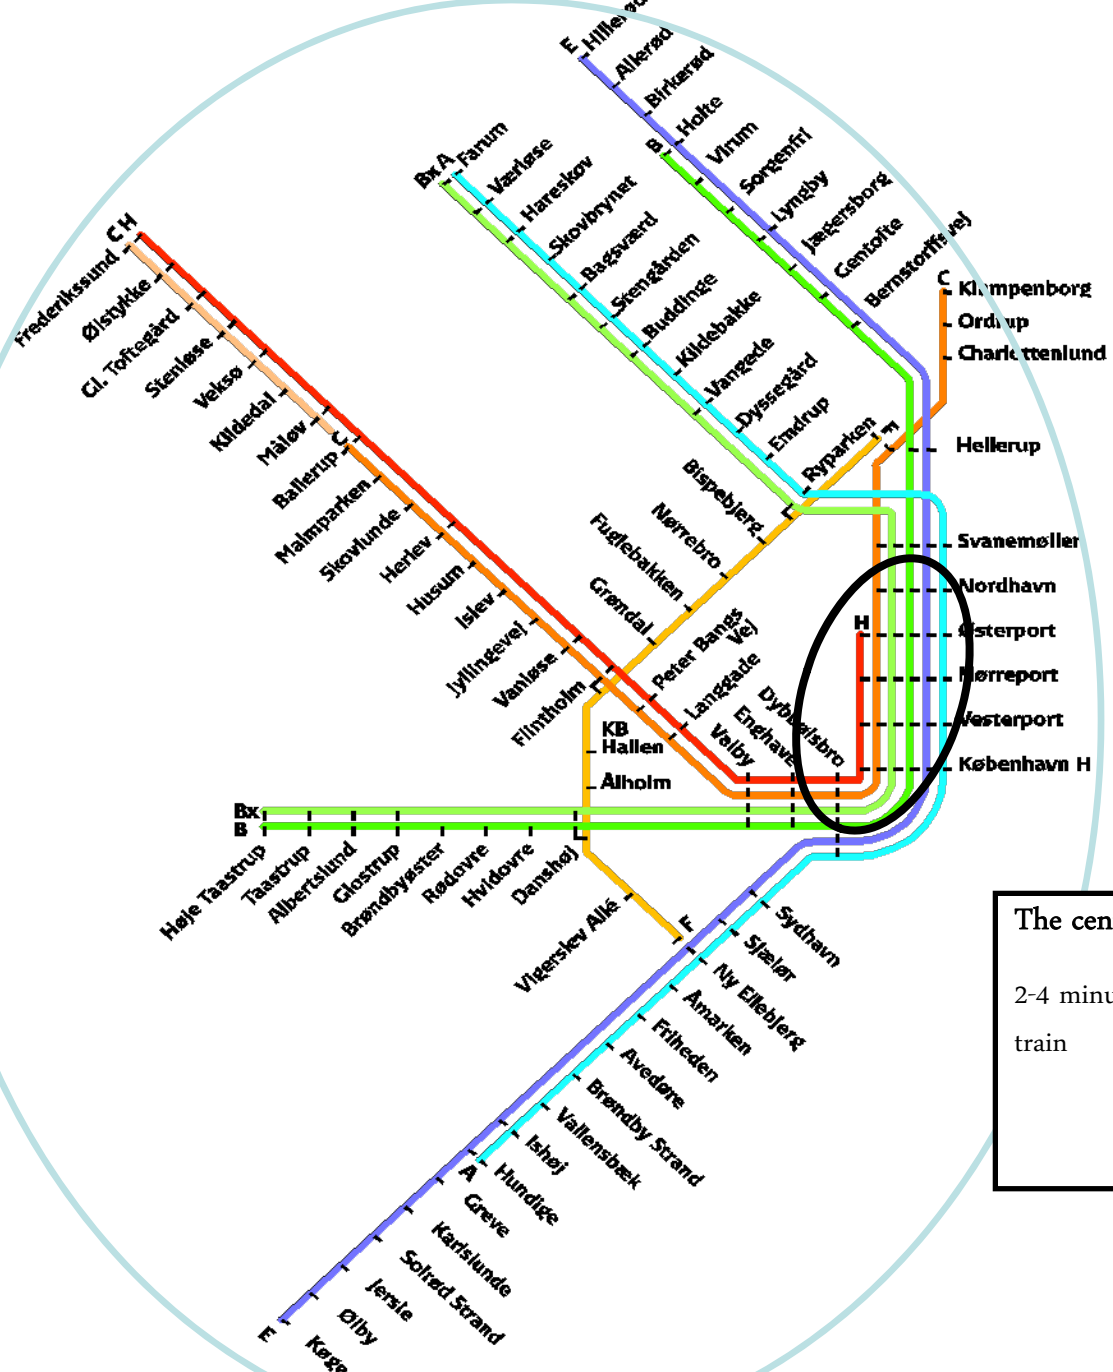 E
Hillerød
Allerød
Birkerød
Holte
Virum
Sorgenfri
Lyngby
Jægersborg
Gentofte
Bernstorffsvej
B
Bx A
Farum
Værløse
Hareskov
Skovbrynet
Bagsværd
Stengården
Buddinge
Kildebakke
Vangede
Dyssegård
Emdrup
Ryparken
F
C
Klampenborg
Ordrup
Charlottenlund
Hellerup
Svanemøllen
Nordhavn
Østerport
Nørreport
Vesterport
København H
H
C H
Frederikssund
Ølstykke
Gl. Toftegård
Stenløse
Veksø
Kildedal
Måløv
C
Ballerup
Malmparken
Skovlunde
Herlev
Husum
Islev
Jyllingevej
Vanløse
Flintholm
Bispebjerg
Nørrebro
Fuglebakken
Grøndal
Peter Bangs
Vej
Langgade
Valby
Enghave
Dybbølsbro
KB
Hallen
Ålholm
Bx
B
Høje Taastrup
Taastrup
Albertslund
Glostrup
Brøndbyøster
Rødovre
Hvidovre
Danshøj
Vigerslev Allé
F
Sydhavn
Sjælør
Ny Ellebjerg
Åmarken
Friheden
Avedøre
Brøndby Strand
Vallensbæk
Ishøj
Hundige
A
Greve
Karlslunde
Solrød Strand
Jersie
Ølby
Køge
E
The cen
2-4 minu
train